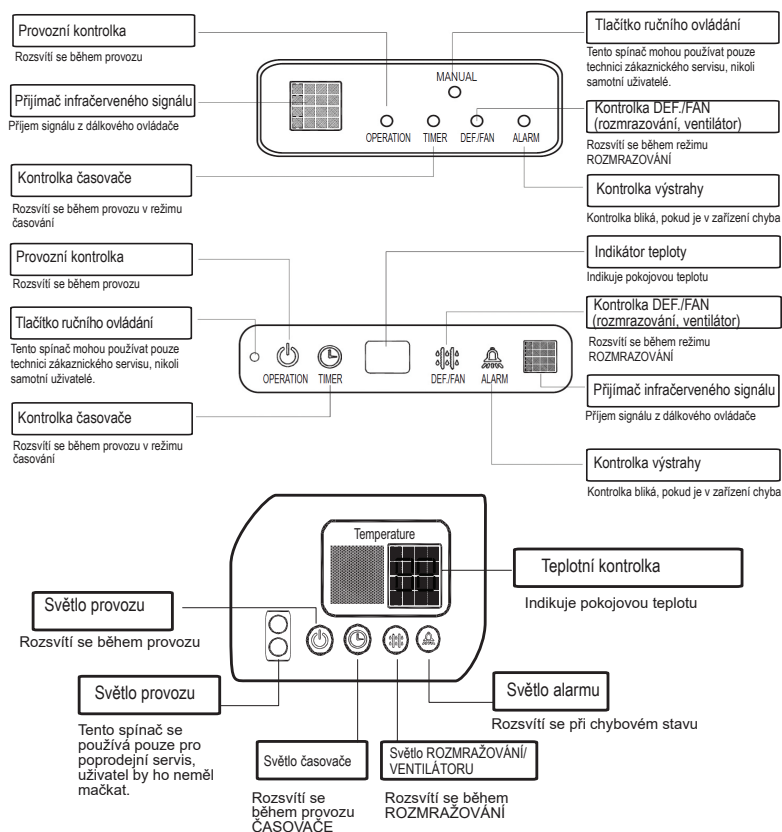 Provozní kontrolka
Rozsvítí se během provozu
Přijímač infračerveného signálu
Příjem signálu z dálkového ovládače
Kontrolka časovače
Rozsvítí se během provozu v režimu
časování
MANUAL
OPERATION TIMER DEF./FAN ALARM
Tlačítko ručního ovládání
Tento spínač mohou používat pouze
technici zákaznického servisu, nikoli
samotní uživatelé.
Kontrolka DEF./FAN
(rozmrazování, ventilátor)
Rozsvítí se během režimu
ROZMRAZOVÁNÍ
Kontrolka výstrahy
Kontrolka bliká, pokud je v zařízení chyba
Provozní kontrolka
Rozsvítí se během provozu
Tlačítko ručního ovládání
Tento spínač mohou používat pouze
technici zákaznického servisu, nikoli
samotní uživatelé.
Kontrolka časovače
Rozsvítí se během provozu v režimu
časování
OPERATION TIMER DEF./FAN ALARM
Indikátor teploty
Indikuje pokojovou teplotu
Kontrolka DEF./FAN
(rozmrazování, ventilátor)
Rozsvítí se během režimu
ROZMRAZOVÁNÍ
Přijímač infračerveného signálu
Příjem signálu z dálkového ovládače
Kontrolka výstrahy
Kontrolka bliká, pokud je v zařízení chyba
Temperature
88
Teplotní kontrolka
Indikuje pokojovou teplotu
Světlo provozu
Rozsvítí se během provozu
Světlo provozu
Tento spínač se
používá pouze pro
poprodejní servis,
uživatel by ho neměl
mačkat.
Světlo časovače
Rozsvítí se
během provozu
ČASOVAČE
Světlo ROZMRAŽOVÁNÍ/
VENTILÁTORU
Rozsvítí se během
ROZMRAŽOVÁNÍ
Světlo alarmu
Rozsvítí se při chybovém stavu